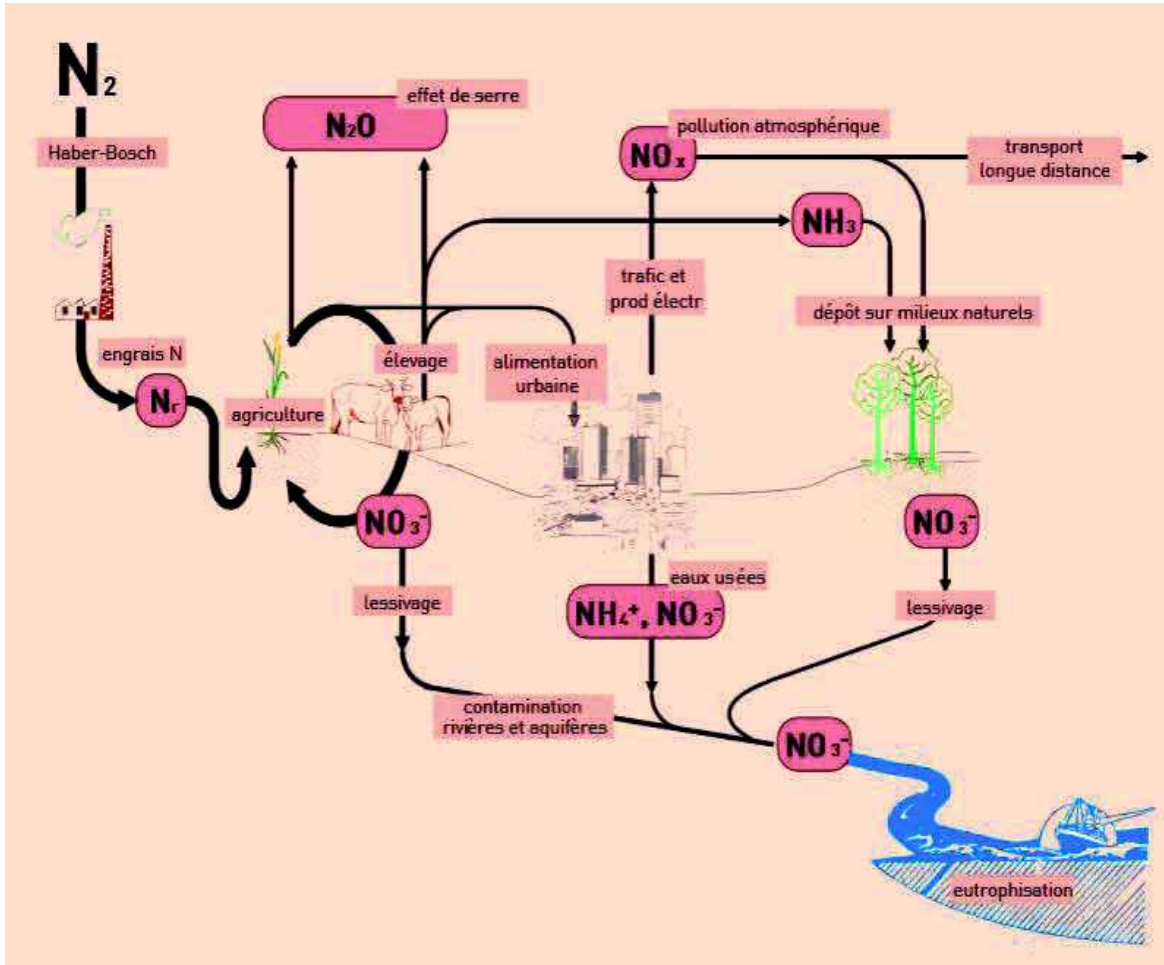 N₂
Haber-Bosch
effet de serre
N₂O
pollution atmosphérique
NOₓ
transport
longue distance
NH₃
trafic et
prod électr
dépôt sur milieux naturels
engrais N
Nᵣ
agriculture
élevage
alimentation
urbaine
NO₃⁻
lessivage
eaux usées
NH₄⁺, NO₃⁻
NO₃⁻
lessivage
contamination
rivières et aquifères
NO₃⁻
eutrophisation